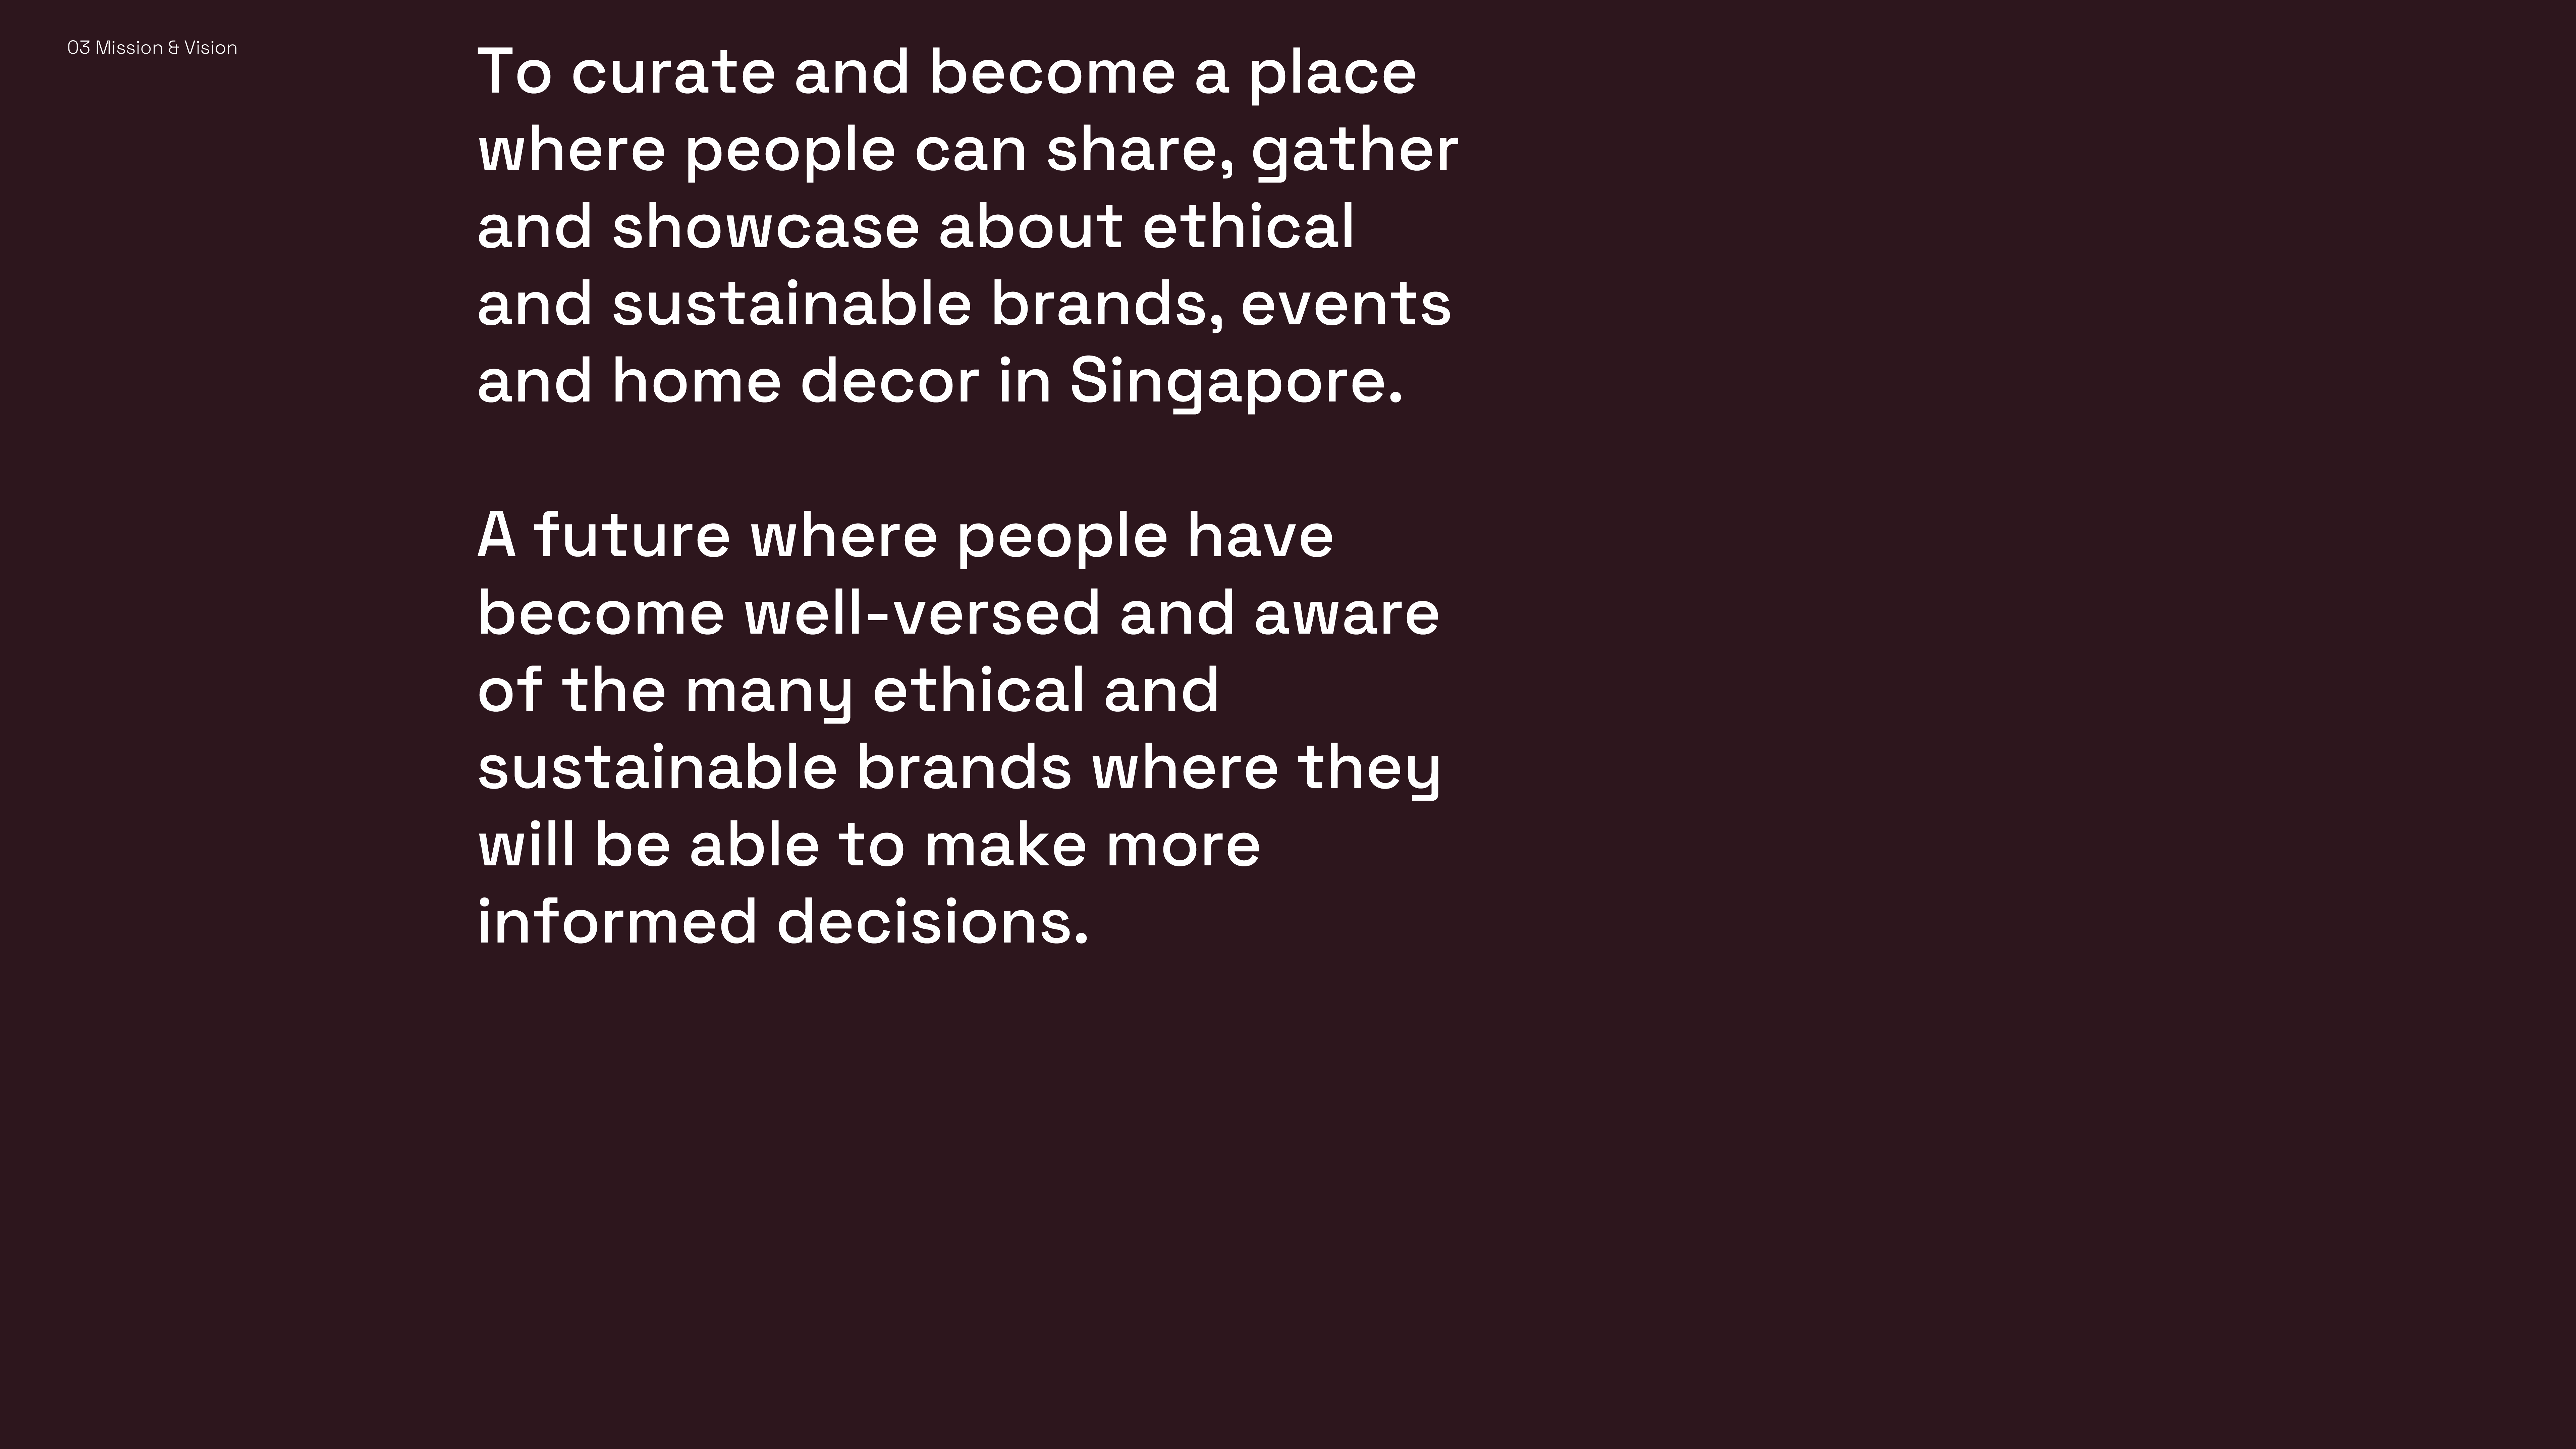 03 Mission & Vision
To curate and become a place
where people can share, gather
and showcase about ethical
and sustainable brands, events
and home decor in Singapore.
A future where people have
become well-versed and aware
of the many ethical and
sustainable brands where they
will be able to make more
informed decisions.